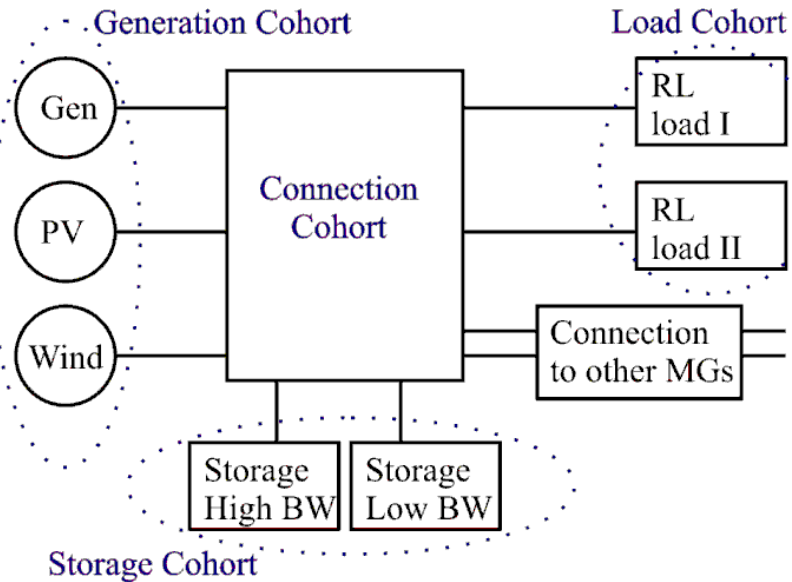 Generation Cohort
Load Cohort
Gen
RL
load I
Connection
Cohort
PV
RL
load II
Wind
Connection
to other MGs
Storage
High BW
Storage
Low BW
Storage Cohort